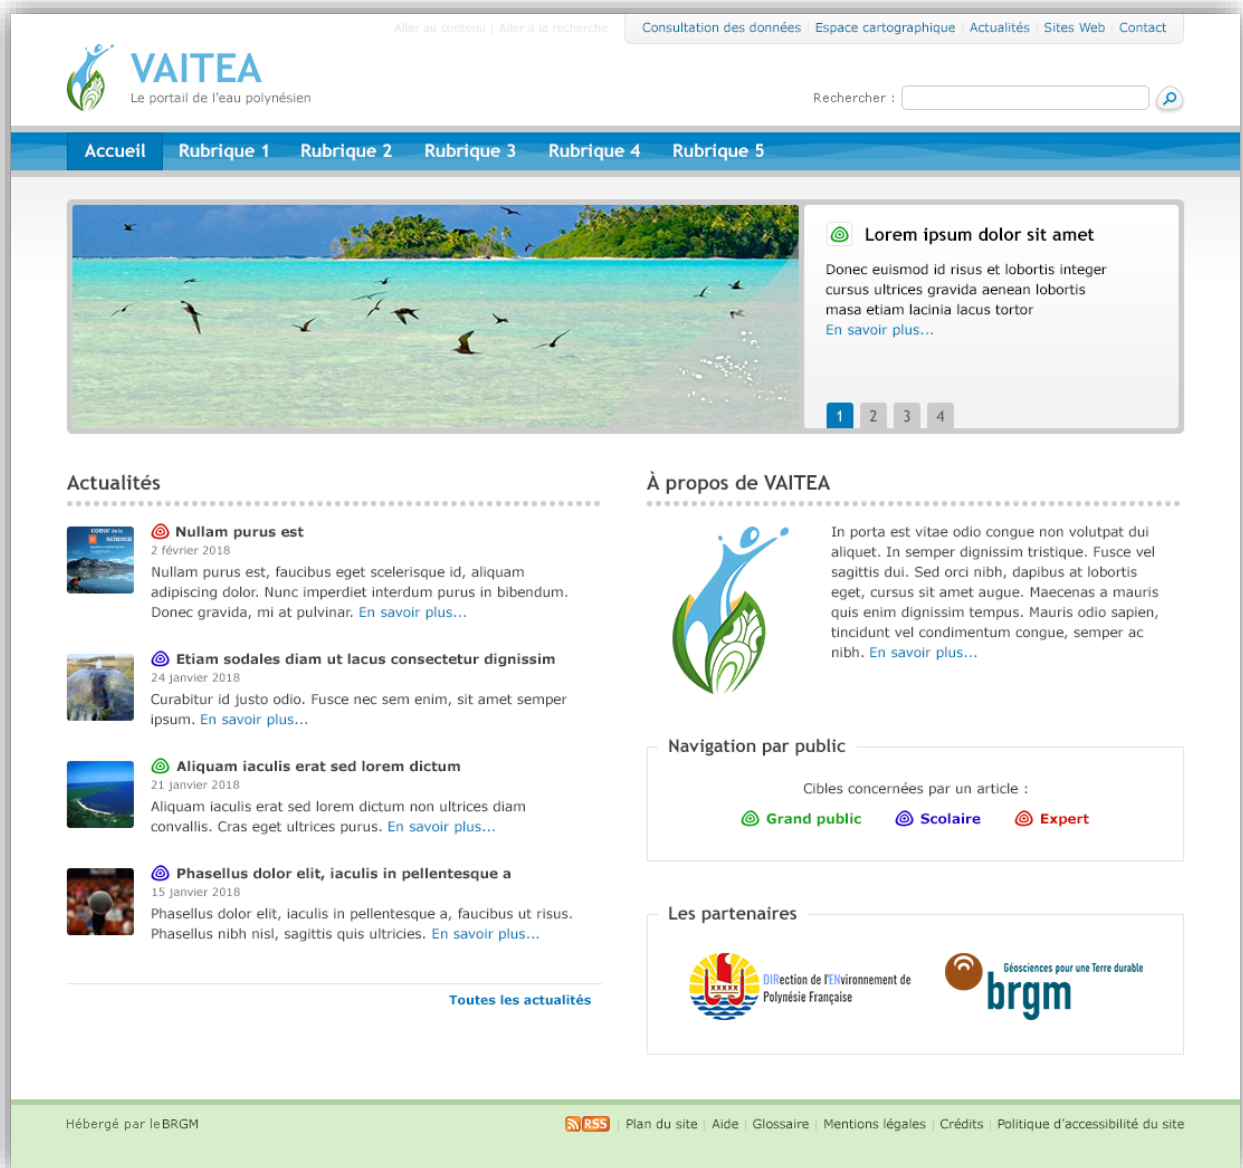 Aller au contenu | Aller à la recherche
Consultation des données | Espace cartographique | Actualités | Sites Web | Contact
VAITEA
Le portail de l'eau polynésien
Rechercher :
Accueil Rubrique 1 Rubrique 2 Rubrique 3 Rubrique 4 Rubrique 5
Lorem ipsum dolor sit amet
Donec euismod id risus et lobortis integer
cursus ultrices gravida aenean lobortis
masa etiam lacinia lacus tortor
En savoir plus...
1 2 3 4
Actualités
coeur de la
science
Nullam purus est
2 février 2018
Nullam purus est, faucibus eget scelerisque id, aliquam
adipiscing dolor. Nunc imperdiet interdum purus in bibendum.
Donec gravida, mi at pulvinar. En savoir plus...
Etiam sodales diam ut lacus consectetur dignissim
24 janvier 2018
Curabitur id justo odio. Fusce nec sem enim, sit amet semper
ipsum. En savoir plus...
Aliquam iaculis erat sed lorem dictum
21 janvier 2018
Aliquam iaculis erat sed lorem dictum non ultrices diam
convallis. Cras eget ultrices purus. En savoir plus...
Phasellus dolor elit, iaculis in pellentesque a
15 janvier 2018
Phasellus dolor elit, iaculis in pellentesque a, faucibus ut risus.
Phasellus nibh nisl, sagittis quis ultricies. En savoir plus...
Toutes les actualités
À propos de VAITEA
In porta est vitae odio congue non volutpat dui
aliquet. In semper dignissim tristique. Fusce vel
sagittis dui. Sed orci nibh, dapibus at lobortis
eget, cursus sit amet augue. Maecenas a mauris
quis enim dignissim tempus. Mauris odio sapien,
tincidunt vel condimentum congue, semper ac
nibh. En savoir plus...
Navigation par public
Cibles concernées par un article :
Grand public Scolaire Expert
Les partenaires
DIRection de l'ENvironnement de
Polynésie Française
Géosciences pour une Terre durable
brgm
Hébergé par le BRGM
RSS | Plan du site | Aide | Glossaire | Mentions légales | Crédits | Politique d'accessibilité du site